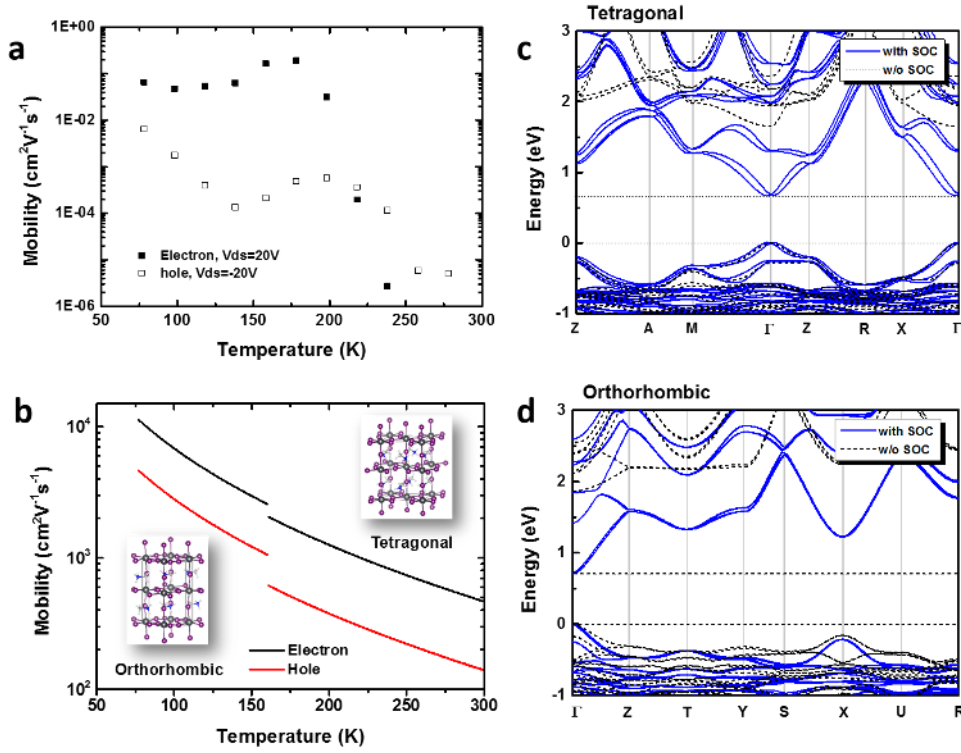 a
1E+00
1E-02
1E-04
1E-06
Mobility (cm²V⁻¹s⁻¹)
Electron, Vds=20V
hole, Vds=-20V
50 100 150 200 250 300
Temperature (K)
b
10⁴
10³
10²
Mobility (cm²V⁻¹s⁻¹)
Tetragonal
Orthorhombic
Electron
Hole
50 100 150 200 250 300
Temperature (K)
c
Tetragonal
3
2
1
0
-1
Energy (eV)
with SOC
w/o SOC
Z A M Γ Z R X Γ
d
Orthorhombic
3
2
1
0
-1
Energy (eV)
with SOC
w/o SOC
Γ Z T Y S X U R